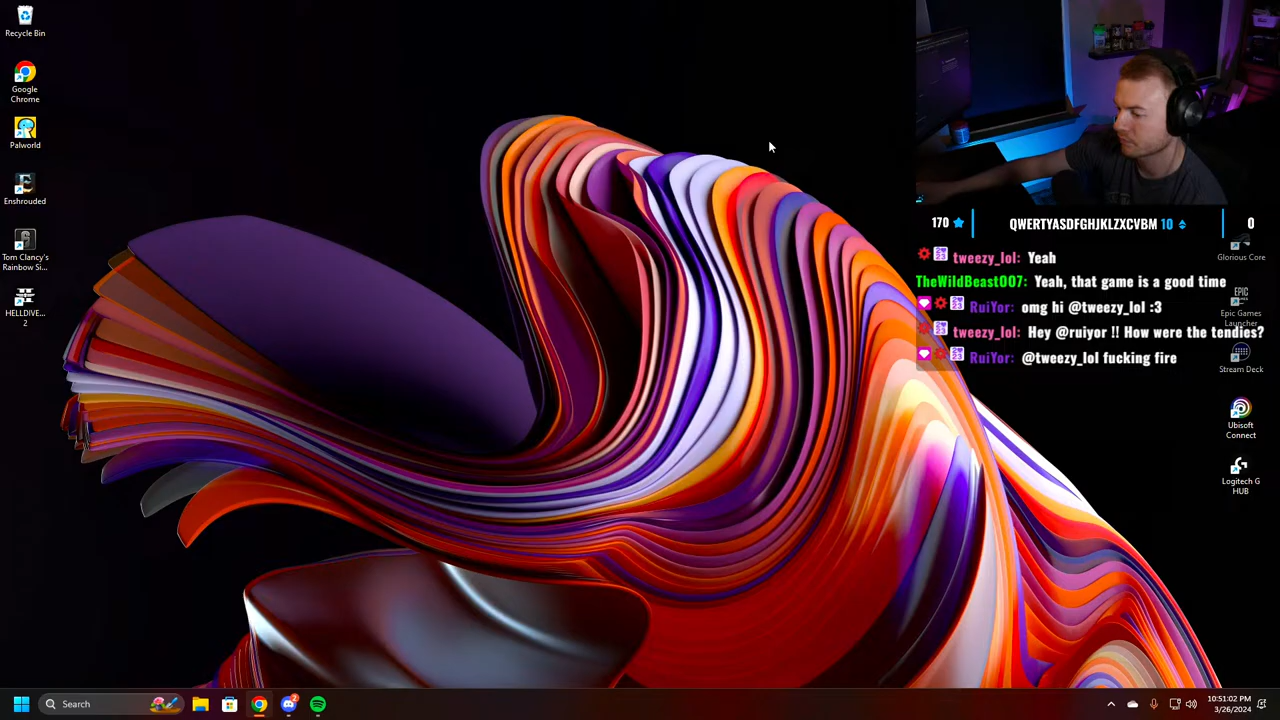 Recycle Bin
Google
Chrome
Palworld
Enshrouded
Tom Clancy's
Rainbow Si...
HELLDIVE...
2
170
QWERTYASDFGHJKLZXCVBM 10
0
tweezy_lol: Yeah
TheWildBeast007: Yeah, that game is a good time
RuiYor: omg hi @tweezy_lol :3
tweezy_lol: Hey @ruiyor !! How were the tendies?
RuiYor: @tweezy_lol fucking fire
Glorious Core
EPIC
Epic Games
Launcher
Stream Deck
Ubisoft
Connect
Logitech G
HUB
Search
2
10:51:02 PM
3/26/2024